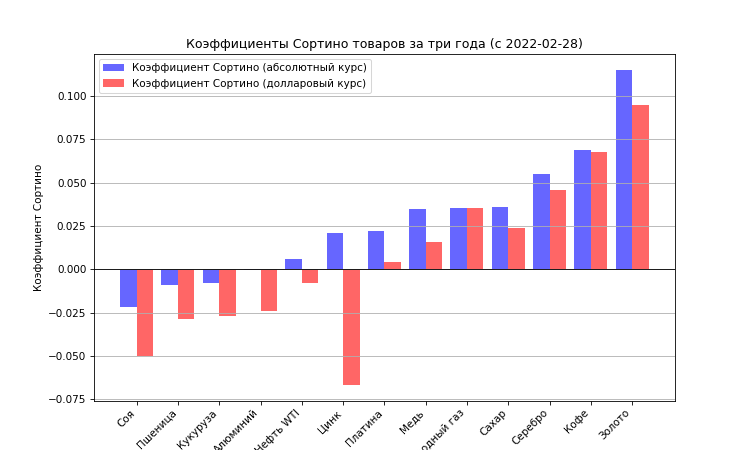 Коэффициенты Сортино товаров за три года (с 2022-02-28)
Коэффициент Сортино (абсолютный курс)
Коэффициент Сортино (долларовый курс)
Коэффициент Сортино
0.100
0.075
0.050
0.025
0.000
−0.025
−0.050
−0.075
Соя
Пшеница
Кукуруза
Алюминий
Нефть WTI
Цинк
Платина
Медь
газ
Сахар
Серебро
Кофе
Золото